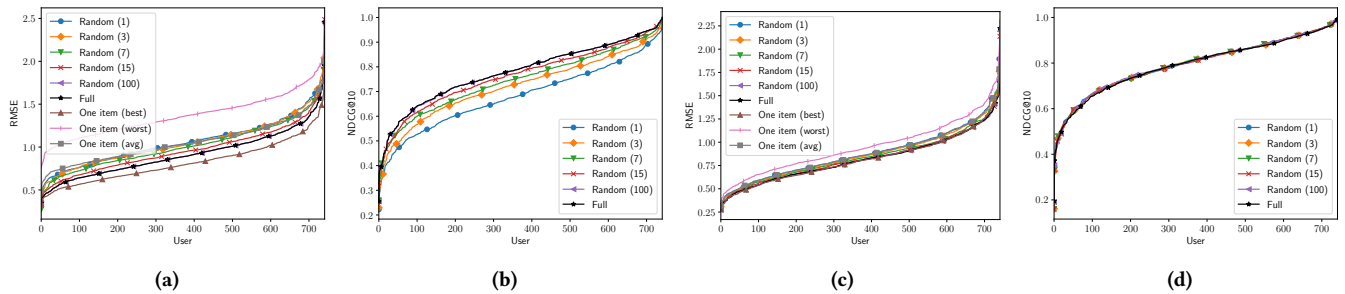 2.5
2.0
1.5
1.0
0.5
RMSE
Random (1)
Random (3)
Random (7)
Random (15)
Random (100)
Full
One item (best)
One item (worst)
One item (avg)
0 100 200 300 400 500 600 700
User
(a)
1.0
0.9
0.8
0.7
0.6
0.5
0.4
0.3
0.2
NDCG@10
Random (1)
Random (3)
Random (7)
Random (15)
Random (100)
Full
0 100 200 300 400 500 600 700
User
(b)
2.25
2.00
1.75
1.50
1.25
1.00
0.75
0.50
0.25
RMSE
Random (1)
Random (3)
Random (7)
Random (15)
Random (100)
Full
One item (best)
One item (worst)
One item (avg)
0 100 200 300 400 500 600 700
User
(c)
1.0
0.8
0.6
0.4
0.2
NDCG@10
Random (1)
Random (3)
Random (7)
Random (15)
Random (100)
Full
0 100 200 300 400 500 600 700
User
(d)